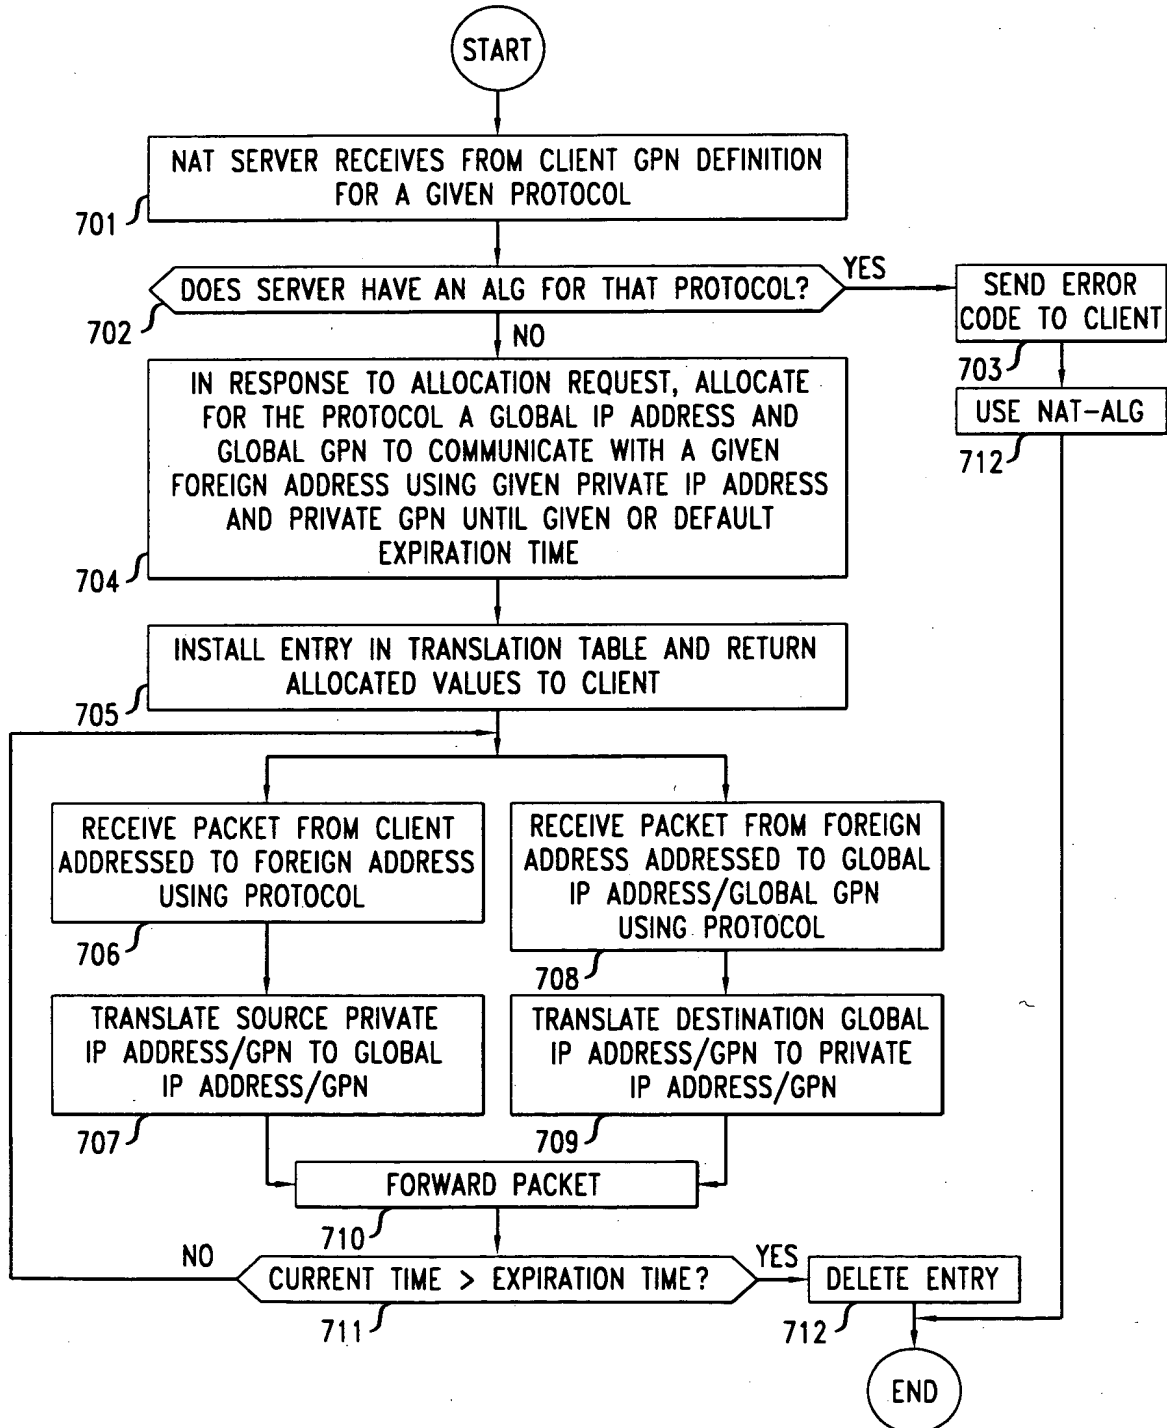 START
NAT SERVER RECEIVES FROM CLIENT GPN DEFINITION
FOR A GIVEN PROTOCOL
701
DOES SERVER HAVE AN ALG FOR THAT PROTOCOL?
YES
702
NO
SEND ERROR
CODE TO CLIENT
703
USE NAT-ALG
712
IN RESPONSE TO ALLOCATION REQUEST, ALLOCATE
FOR THE PROTOCOL A GLOBAL IP ADDRESS AND
GLOBAL GPN TO COMMUNICATE WITH A GIVEN
FOREIGN ADDRESS USING GIVEN PRIVATE IP ADDRESS
AND PRIVATE GPN UNTIL GIVEN OR DEFAULT
EXPIRATION TIME
704
INSTALL ENTRY IN TRANSLATION TABLE AND RETURN
ALLOCATED VALUES TO CLIENT
705
RECEIVE PACKET FROM CLIENT
ADDRESSED TO FOREIGN ADDRESS
USING PROTOCOL
706
RECEIVE PACKET FROM FOREIGN
ADDRESS ADDRESSED TO GLOBAL
IP ADDRESS/GLOBAL GPN
USING PROTOCOL
708
TRANSLATE SOURCE PRIVATE
IP ADDRESS/GPN TO GLOBAL
IP ADDRESS/GPN
707
TRANSLATE DESTINATION GLOBAL
IP ADDRESS/GPN TO PRIVATE
IP ADDRESS/GPN
709
FORWARD PACKET
710
NO
CURRENT TIME > EXPIRATION TIME?
YES
711
DELETE ENTRY
712
END